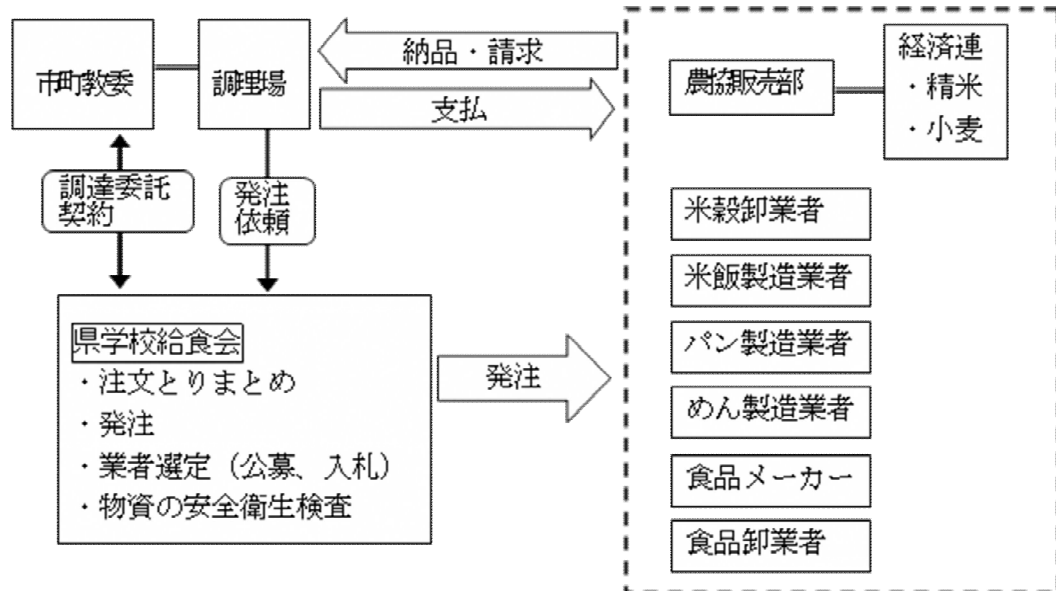 市町教委
調理場
納品・請求
支払
農協販売部
経済連
・精米
・小麦
調達委託
契約
発注
依頼
米穀卸業者
米飯製造業者
パン製造業者
めん製造業者
食品メーカー
食品卸業者
県学校給食会
・注文とりまとめ
・発注
・業者選定（公募、入札）
・物資の安全衛生検査
発注